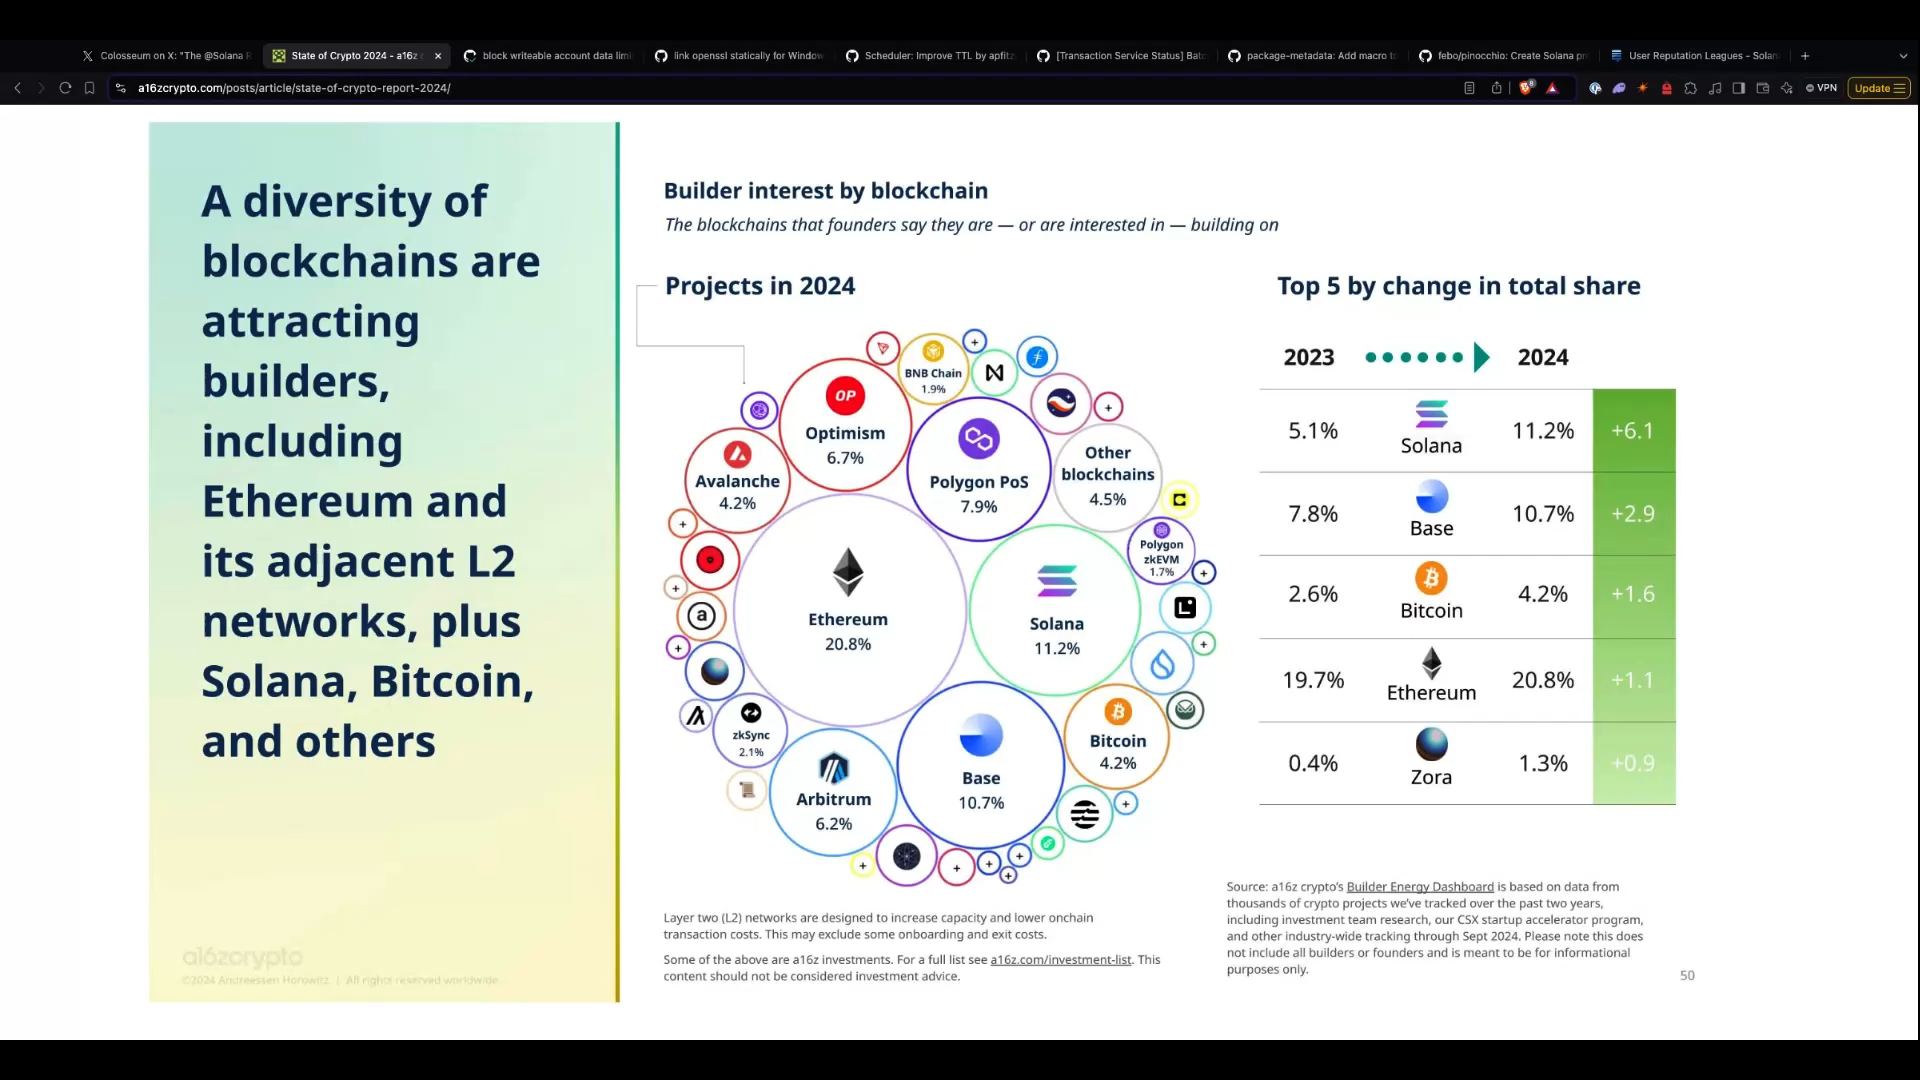 Colosseum on X: "The @Solana R
State of Crypto 2024 - a16z c
block writeable account data limi
link openssl statically for Window
Scheduler: Improve TTL by apfitz
[Transaction Service Status] Bat
package-metadata: Add macro to
febo/pinocchio: Create Solana pr
User Reputation Leagues - Solan
a16zcrypto.com/posts/article/state-of-crypto-report-2024/
VPN
Update
A diversity of
blockchains are
attracting
builders,
including
Ethereum and
its adjacent L2
networks, plus
Solana, Bitcoin,
and others
a16zcrypto
©2024 Andreessen Horowitz. | All rights reserved worldwide.
Builder interest by blockchain
The blockchains that founders say they are — or are interested in — building on
Projects in 2024
BNB Chain
1.9%
OP
Optimism
6.7%
Polygon PoS
7.9%
Other
blockchains
4.5%
Avalanche
4.2%
Polygon
zkEVM
1.7%
Ethereum
20.8%
Solana
11.2%
a
zkSync
2.1%
Bitcoin
4.2%
Base
10.7%
Arbitrum
6.2%
Layer two (L2) networks are designed to increase capacity and lower onchain
transaction costs. This may exclude some onboarding and exit costs.
Some of the above are a16z investments. For a full list see a16z.com/investment-list. This
content should not be considered investment advice.
Top 5 by change in total share
2023 2024
5.1% Solana 11.2% +6.1
7.8% Base 10.7% +2.9
2.6% Bitcoin 4.2% +1.6
19.7% Ethereum 20.8% +1.1
0.4% Zora 1.3% +0.9
Source: a16z crypto's Builder Energy Dashboard is based on data from
thousands of crypto projects we've tracked over the past two years,
including investment team research, our CSX startup accelerator program,
and other industry-wide tracking through Sept 2024. Please note this does
not include all builders or founders and is meant to be for informational
purposes only.
50